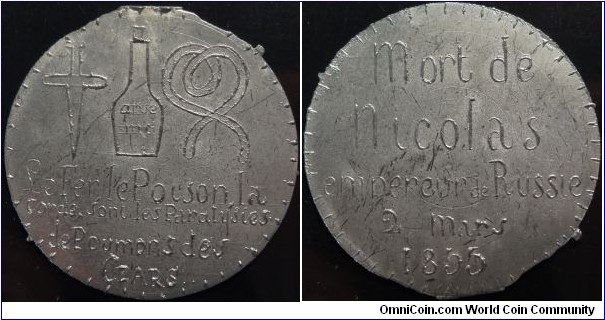 Le Fer, le Poison, la
Corde, sont les Paralysies
de Poumons des
CZARS
Mort de
Nicolas
empereur de Russie
2 mars
1855
OmniCoin.com World Coin Community